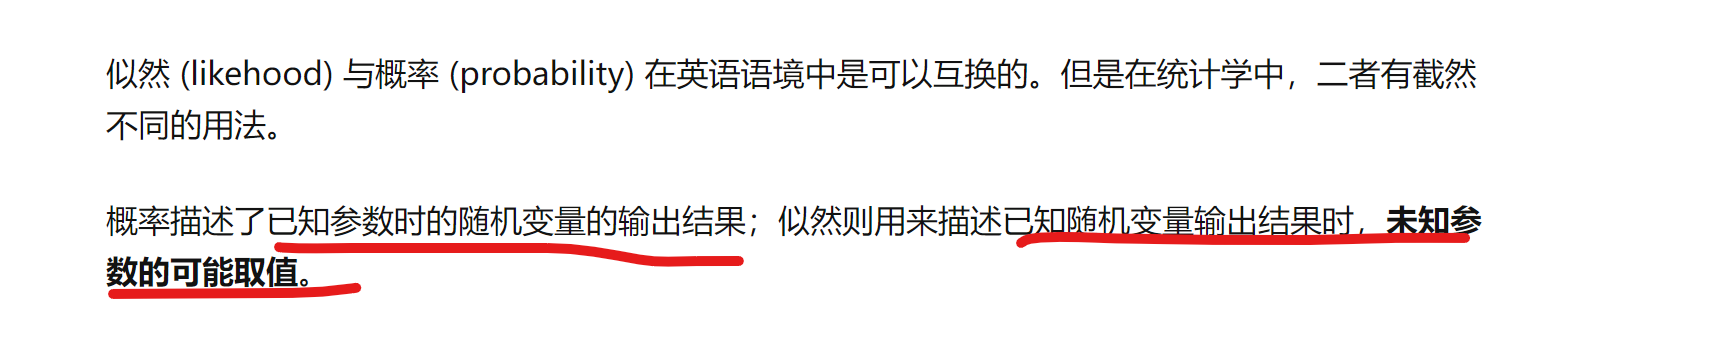 似然 (likehood) 与概率 (probability) 在英语语境中是可以互换的。但是在统计学中，二者有截然
不同的用法。
概率描述了已知参数时的随机变量的输出结果；似然则用来描述已知随机变量输出结果时，未知参
数的可能取值。